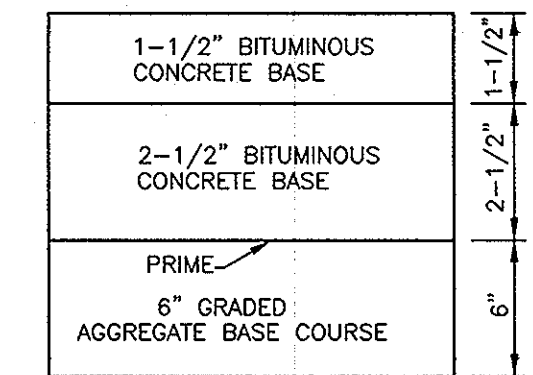 1-1/2" BITUMINOUS
CONCRETE BASE
1-1/2"
2-1/2" BITUMINOUS
CONCRETE BASE
2-1/2"
PRIME
6" GRADED
AGGREGATE BASE COURSE
6"